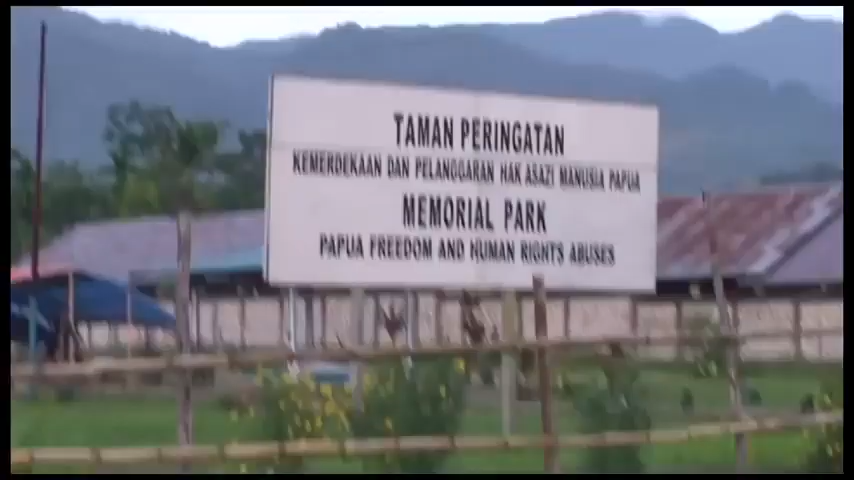 TAMAN PERINGATAN
KEMERDEKAAN DAN PELANGGARAN HAK ASAZI MANUSIA PAPUA
MEMORIAL PARK
PAPUA FREEDOM AND HUMAN RIGHTS ABUSES